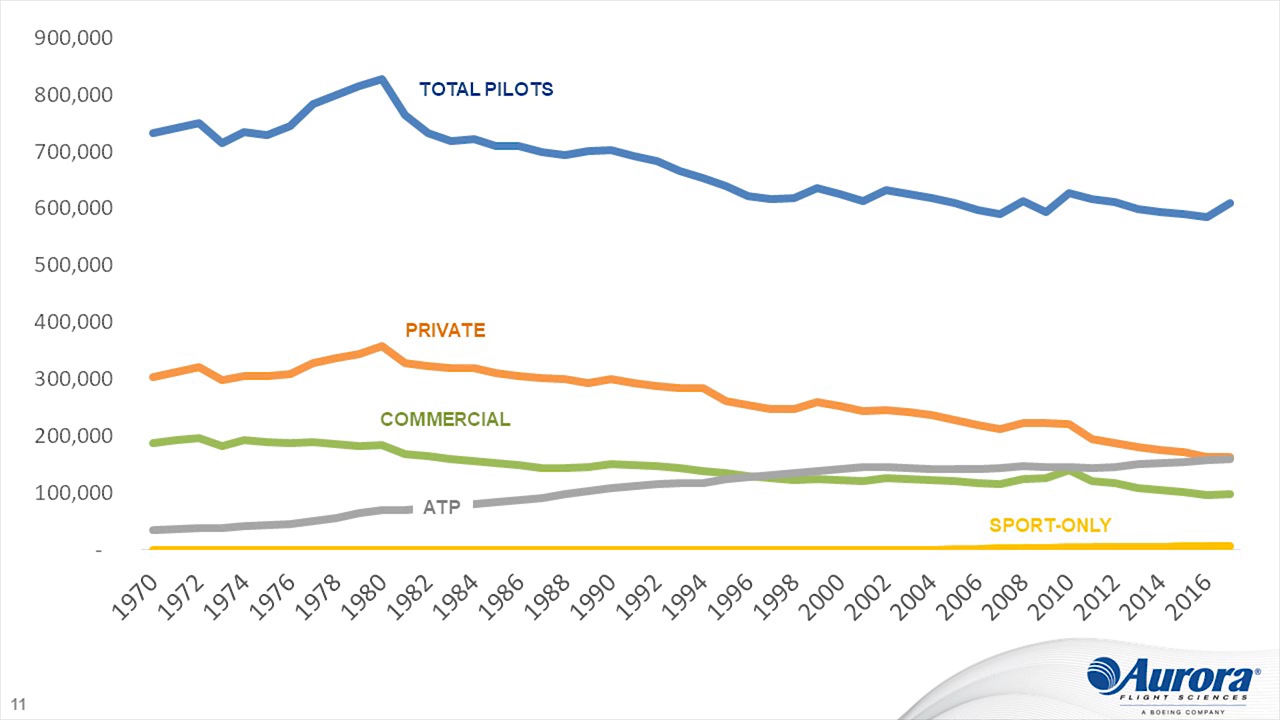 900,000
800,000
700,000
600,000
500,000
400,000
300,000
200,000
100,000
-
TOTAL PILOTS
PRIVATE
COMMERCIAL
ATP
SPORT-ONLY
1970 1972 1974 1976 1978 1980 1982 1984 1986 1988 1990 1992 1994 1996 1998 2000 2002 2004 2006 2008 2010 2012 2014 2016
11
Aurora®
FLIGHT SCIENCES
A BOEING COMPANY